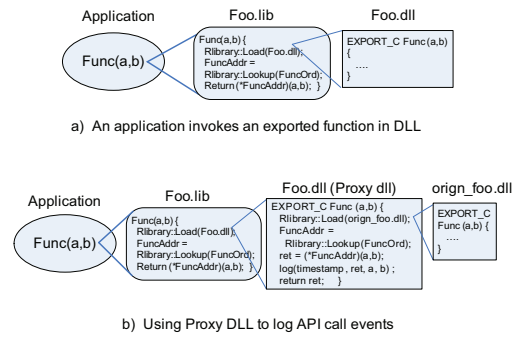 Application
Foo.lib
Foo.dll
Func(a,b)
Func(a,b) {
Rlibrary::Load(Foo.dll);
FuncAddr =
Rlibrary::Lookup(FuncOrd);
Return (*FuncAddr)(a,b); }
EXPORT_C Func(a,b)
{
....
}
a) An application invokes an exported function in DLL
Application
Foo.lib
Foo.dll (Proxy dll)
orign_foo.dll
Func(a,b)
Func(a,b) {
Rlibrary::Load(Foo.dll);
FuncAddr =
Rlibrary::Lookup(FuncOrd);
Return (*FuncAddr)(a,b); }
EXPORT_C Func (a,b) {
Rlibrary::Load(orign_foo.dll);
FuncAddr =
Rlibrary::Lookup(FuncOrd);
ret = (*FuncAddr)(a,b);
log(timestamp, ret, a, b) ;
return ret; }
EXPORT_C
Func (a,b) {
....
}
b) Using Proxy DLL to log API call events